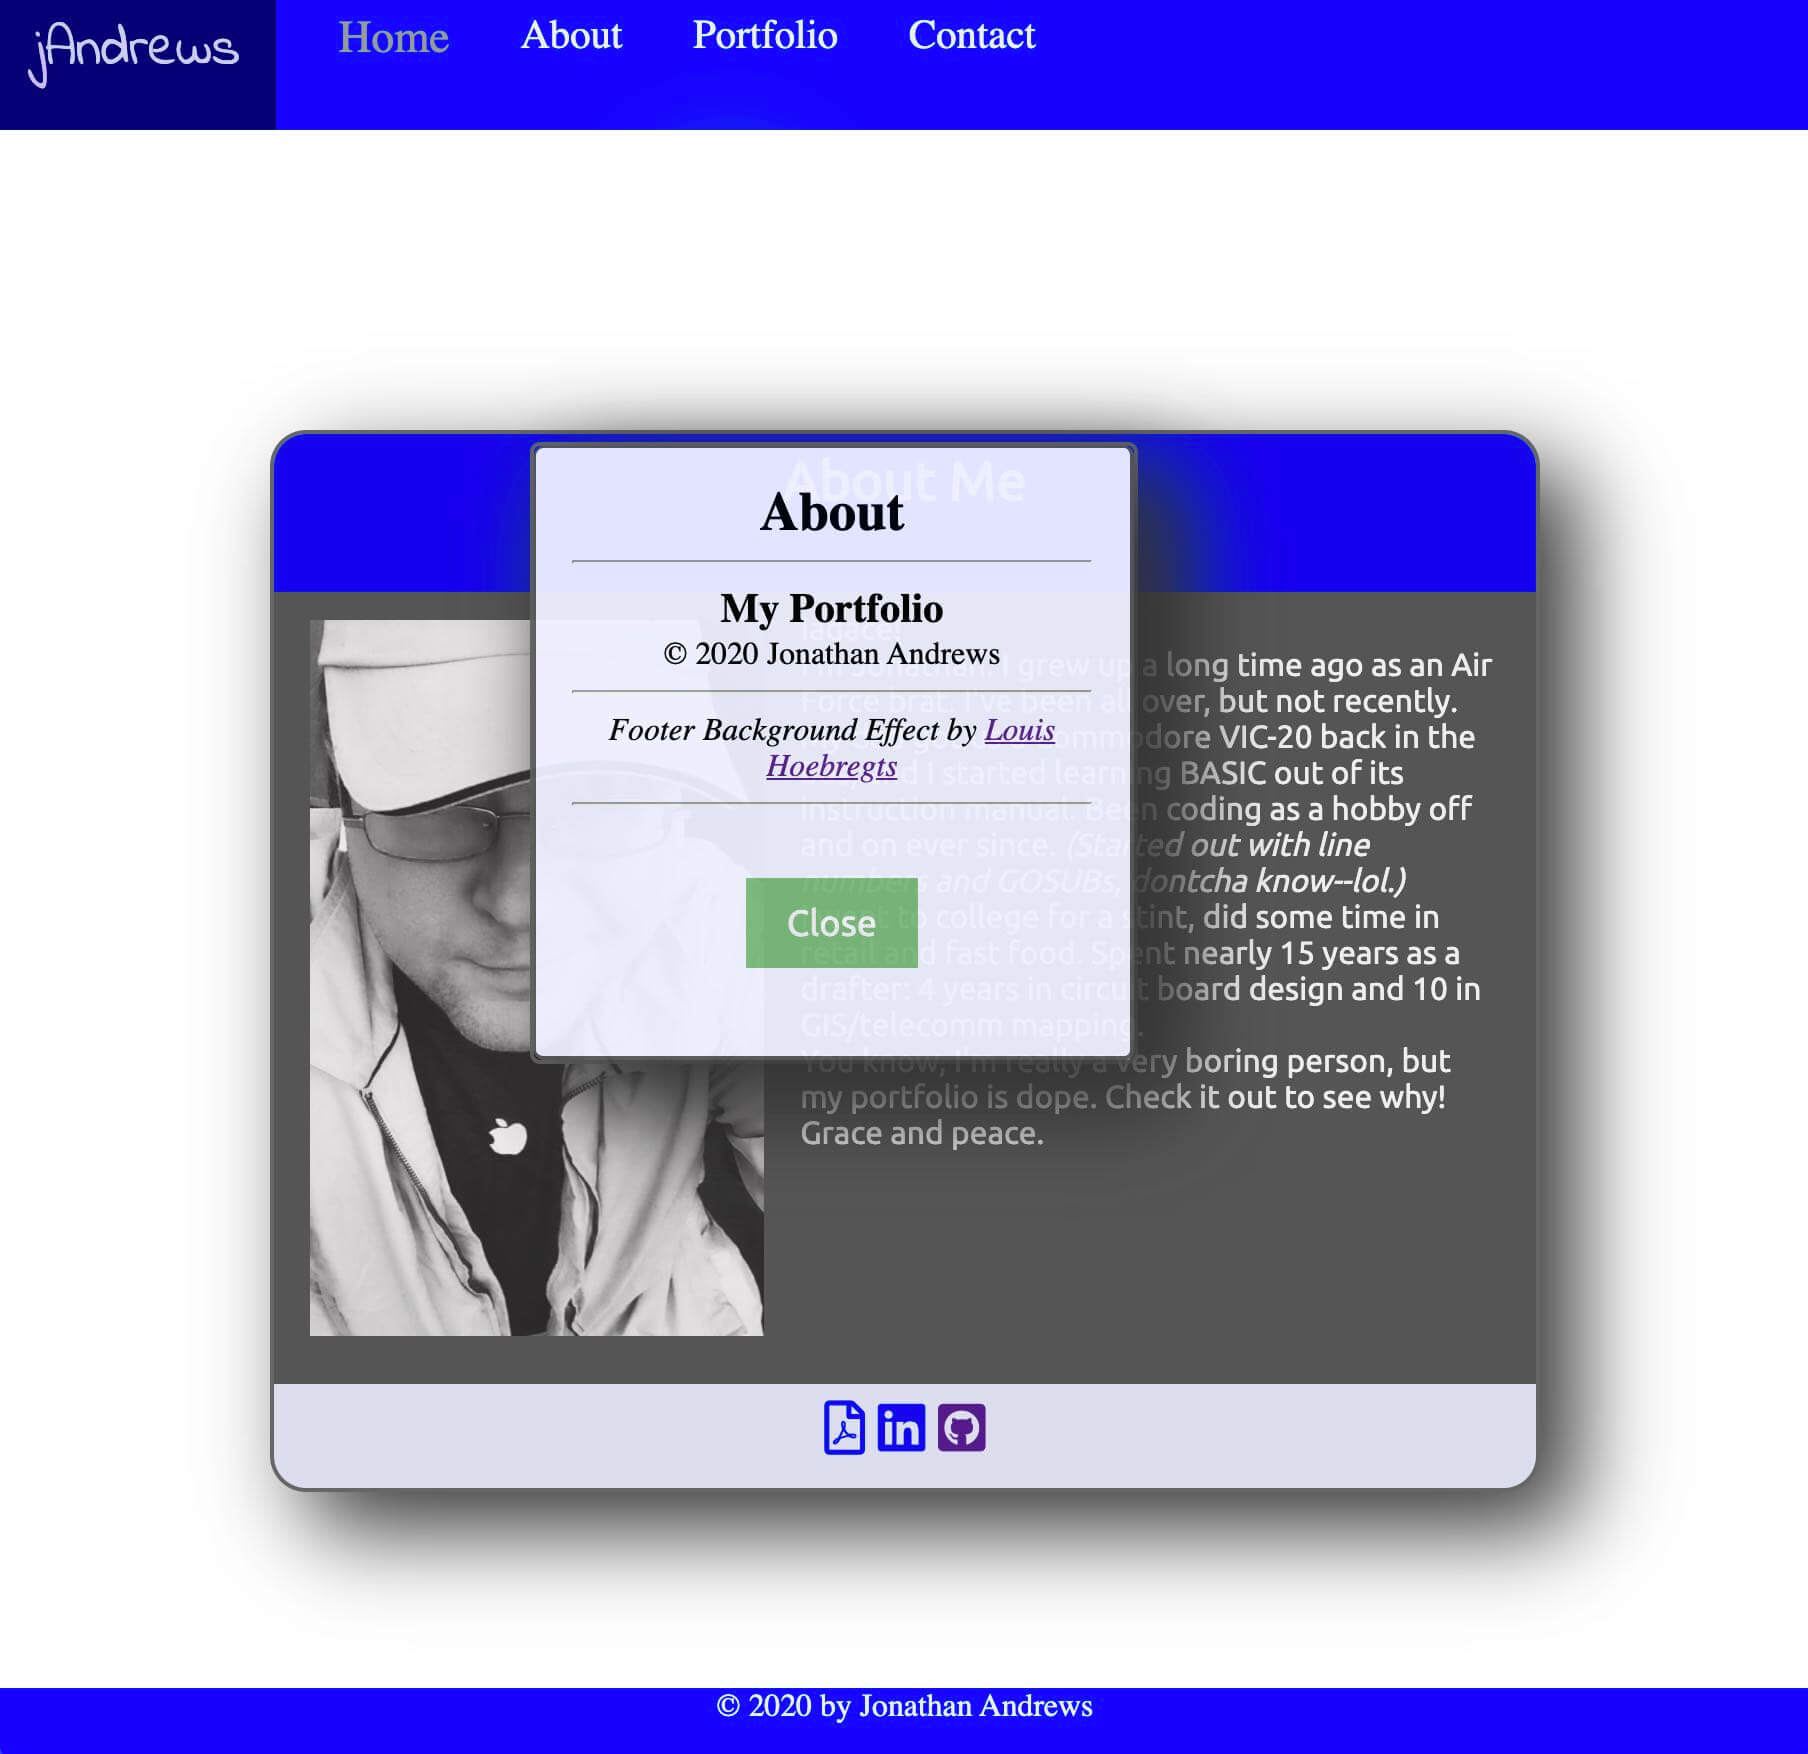 jAndrews
Home About Portfolio Contact
About Me
About
My Portfolio
© 2020 Jonathan Andrews
Footer Background Effect by Louis
Hoebregts
Close
I grew up a long time ago as an Air
Force brat. I've been all over, but not recently.
Commodore VIC-20 back in the
I started learning BASIC out of its
instruction manual. Been coding as a hobby off
and on ever since. (Started out with line
numbers and GOSUBs, dontcha know--lol.)
to college for a stint, did some time in
retail and fast food. Spent nearly 15 years as a
drafter: 4 years in circuit board design and 10 in
GIS/telecomm mapping.
You know, I'm really a very boring person, but
my portfolio is dope. Check it out to see why!
Grace and peace.
in
© 2020 by Jonathan Andrews